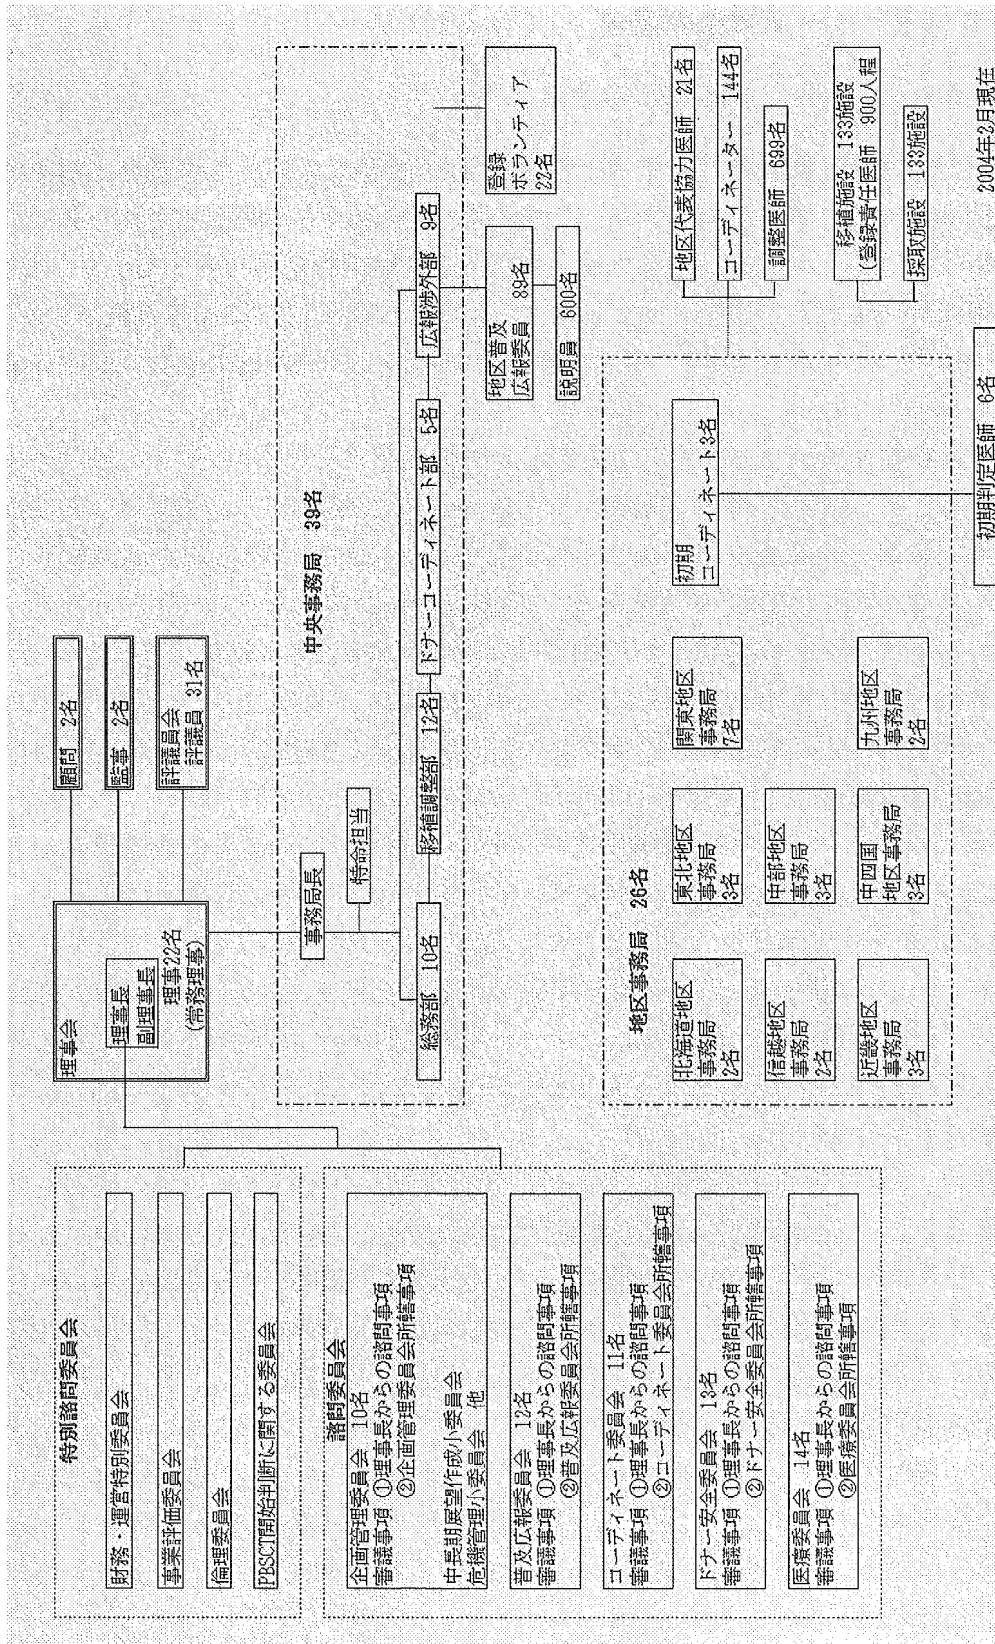 特別諮問委員会
財務・運営特別委員会
事業評価委員会
倫理委員会
PBSCT開始判断に関する委員会
諮問委員会
企画管理委員会 10名
審議事項 ①理事長からの諮問事項
②企画管理委員会所轄事項
中長期展望作成小委員会
危機管理小委員会 他
普及広報委員会 12名
審議事項 ①理事長からの諮問事項
②普及広報委員会所轄事項
コーディネート委員会 11名
審議事項 ①理事長からの諮問事項
②コーディネート委員会所轄事項
ドナー安全委員会 13名
審議事項 ①理事長からの諮問事項
②ドナー安全委員会所轄事項
医療委員会 14名
審議事項 ①理事長からの諮問事項
②医療委員会所轄事項
理事会
理事長
副理事長
理事22名
(常務理事)
顧問 2名
監事 2名
評議員会
評議員 31名
中央事務局 39名
事務局長
特命担当
総務部 10名
移植調整部 12名
ドナーコーディネート部 5名
広報渉外部 9名
登録
ボランティア
22名
地区普及
広報委員 89名
説明員 600名
地区事務局 26名
北海道地区
事務局
2名
東北地区
事務局
3名
関東地区
事務局
7名
信越地区
事務局
2名
中部地区
事務局
3名
近畿地区
事務局
3名
中四国
地区事務局
3名
九州地区
事務局
2名
初期
コーディネート3名
初期判定医師 6名
地区代表協力医師 21名
コーディネーター 144名
調整医師 699名
移植施設 133施設
(登録責任医師 900人程
採取施設 133施設
2004年2月現在